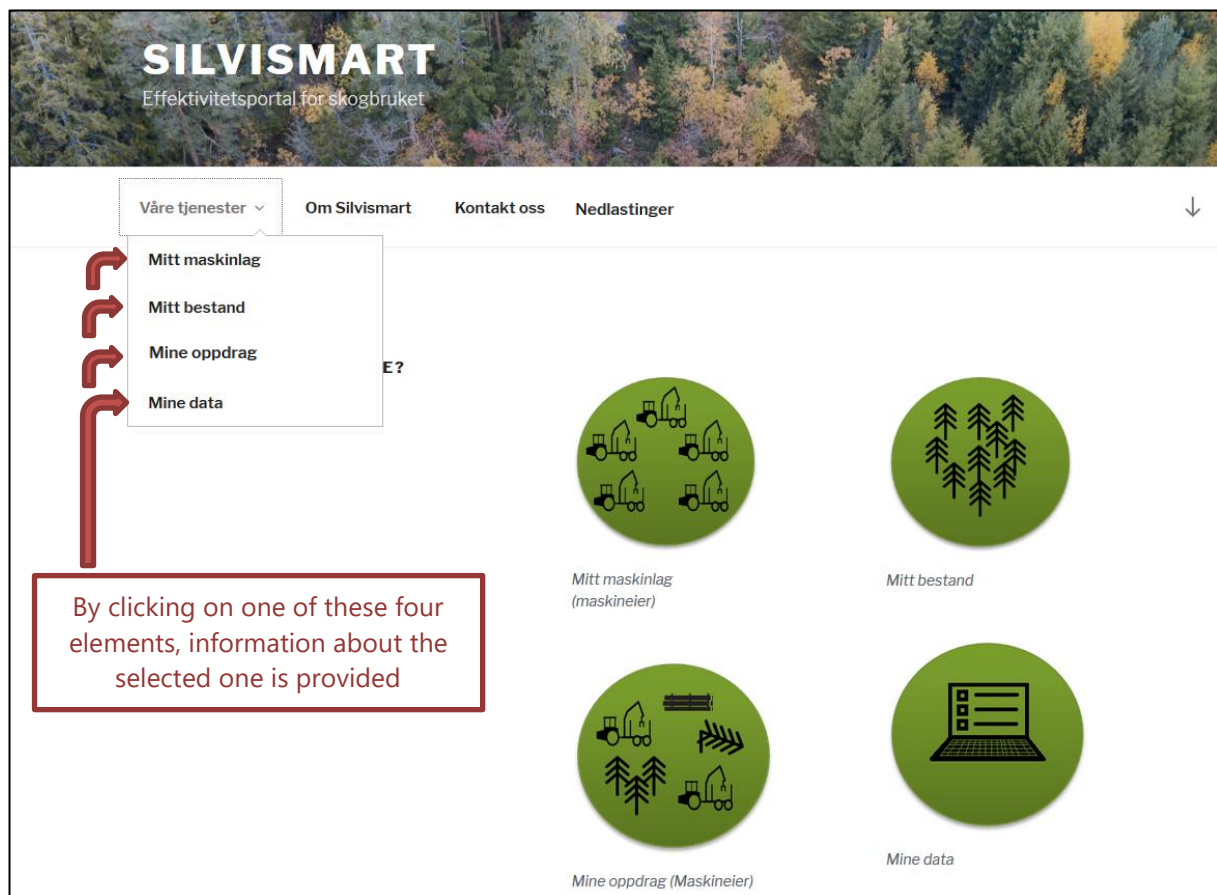 SILVISMART
Effektivitetsportal for skogbruket
Våre tjenester
Om Silvismart
Kontakt oss
Nedlastinger
Mitt maskinlag
Mitt bestand
Mine oppdrag
Mine data
E?
Mitt maskinlag
(maskineier)
Mitt bestand
By clicking on one of these four
elements, information about the
selected one is provided
Mine oppdrag (Maskineier)
Mine data